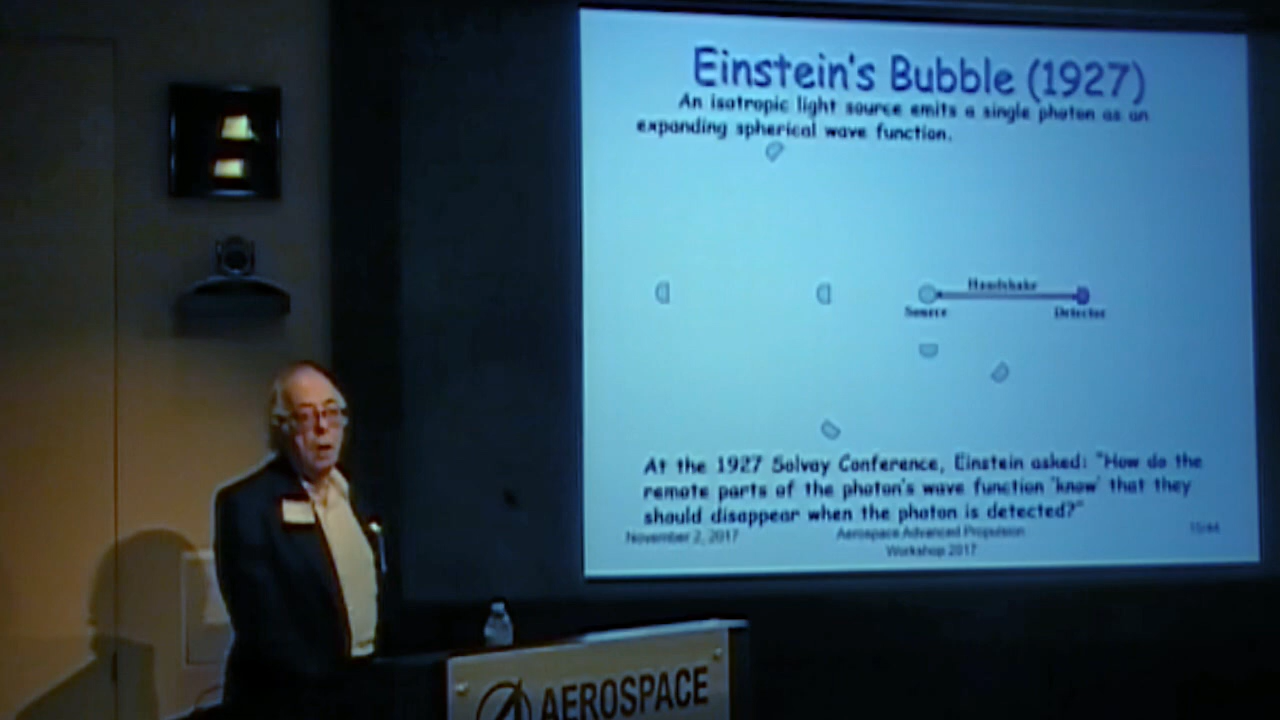 Einstein's Bubble (1927)
An isotropic light source emits a single photon as an
expanding spherical wave function.
Handshake
Source
Detector
At the 1927 Solvay Conference, Einstein asked: "How do the
remote parts of the photon's wave function 'know' that they
should disappear when the photon is detected?"
November 2, 2017
Aerospace Advanced Propulsion
Workshop 2017
AEROSPACE